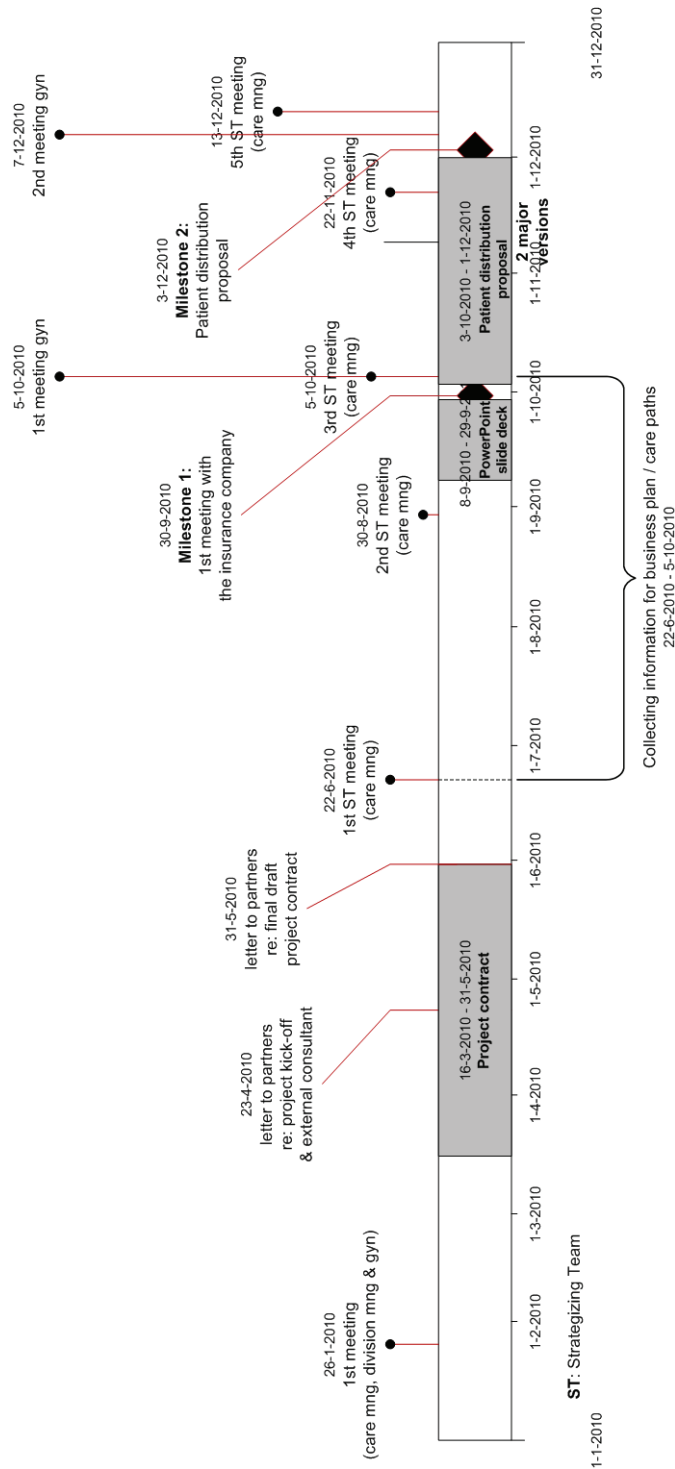 26-1-2010
1st meeting
(care mng, division mng & gyn)
23-4-2010
letter to partners
re: project kick-off
& external consultant
31-5-2010
letter to partners
re: final draft
project contract
22-6-2010
1st ST meeting
(care mng)
30-8-2010
2nd ST meeting
(care mng)
30-9-2010
Milestone 1:
1st meeting with
the insurance company
5-10-2010
1st meeting gyn
5-10-2010
3rd ST meeting
(care mng)
3-12-2010
Milestone 2:
Patient distribution
proposal
22-11-2010
4th ST meeting
(care mng)
7-12-2010
2nd meeting gyn
13-12-2010
5th ST meeting
(care mng)
16-3-2010 - 31-5-2010
Project contract
8-9-2010 - 29-9-2
PowerPoint
slide deck
3-10-2010 - 1-12-2010
Patient distribution
proposal
2 major
versions
1-1-2010
1-2-2010
1-3-2010
1-4-2010
1-5-2010
1-6-2010
1-7-2010
1-8-2010
1-9-2010
1-10-2010
1-11-2010
1-12-2010
31-12-2010
Collecting information for business plan / care paths
22-6-2010 - 5-10-2010
ST: Strategizing Team